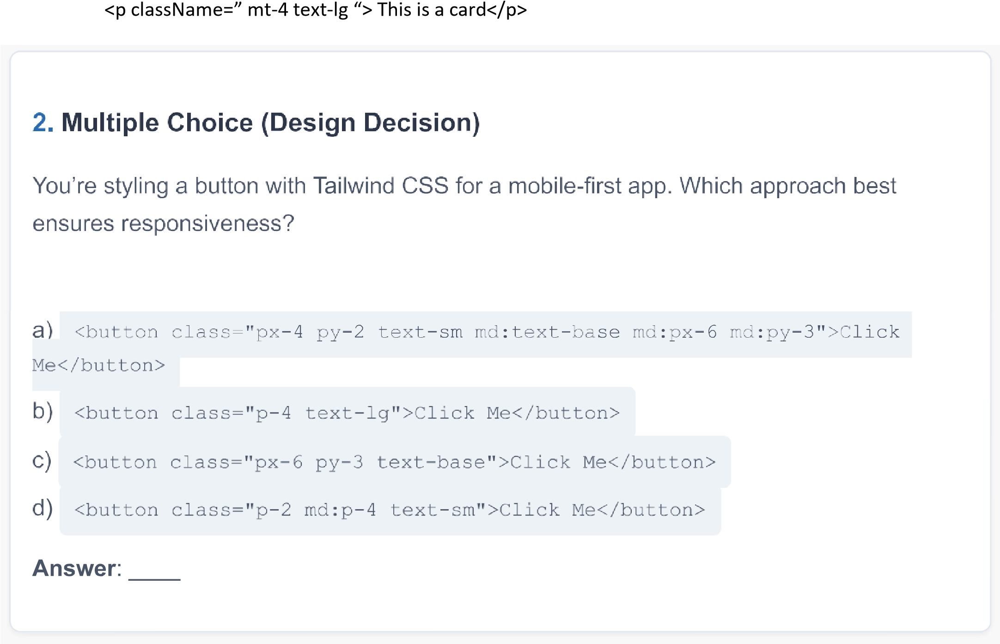 <p className=” mt-4 text-lg “> This is a card</p>
2. Multiple Choice (Design Decision)
You’re styling a button with Tailwind CSS for a mobile-first app. Which approach best
ensures responsiveness?
a) <button class="px-4 py-2 text-sm md:text-base md:px-6 md:py-3">Click
Me</button>
b) <button class="p-4 text-lg">Click Me</button>
c) <button class="px-6 py-3 text-base">Click Me</button>
d) <button class="p-2 md:p-4 text-sm">Click Me</button>
Answer: ____